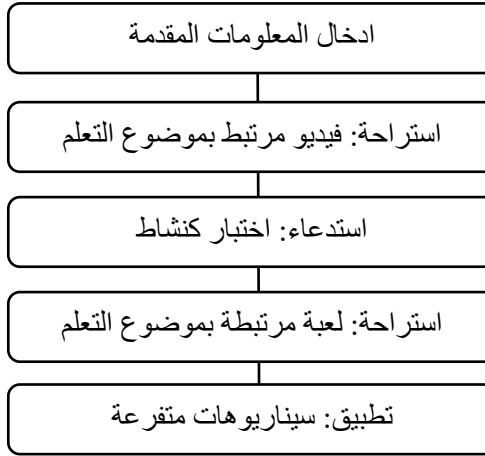 ادخال المعلومات المقدمة
استراحة: فيديو مرتبط بموضوع التعلم
استدعاء: اختبار كنشاط
استراحة: لعبة مرتبطة بموضوع التعلم
تطبيق: سيناريوهات متفرعة